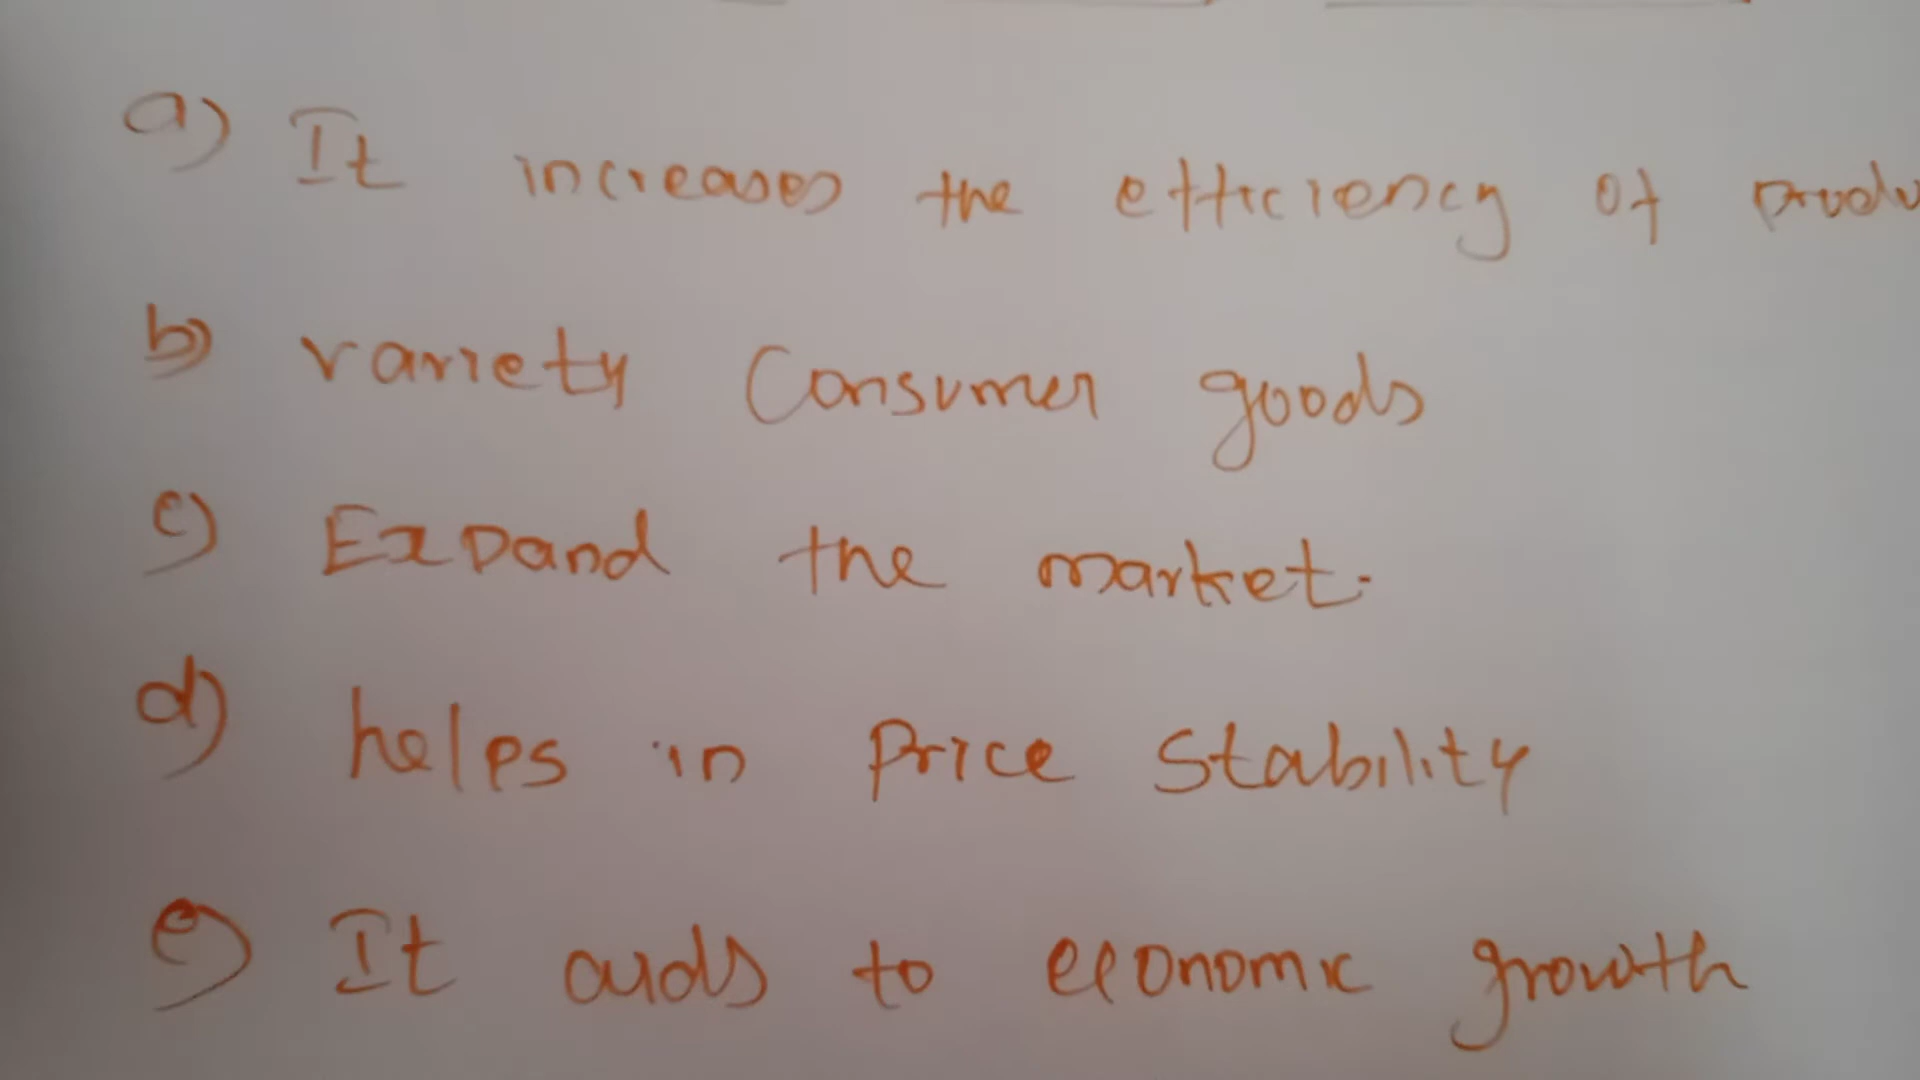 a) It increases the efficiency of produ
b) variety Consumer goods
c) Expand the market.
d) helps in Price Stability
e) It aids to economic growth